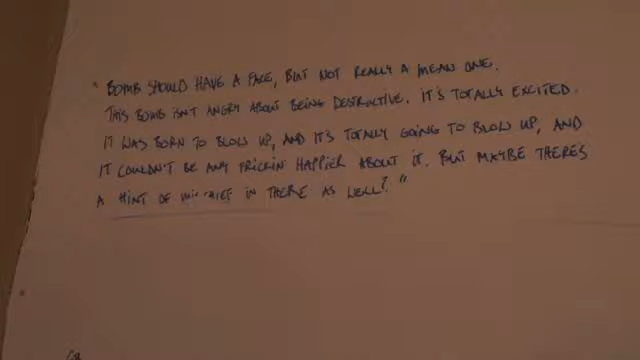 "BOMB SHOULD HAVE A FACE, BUT NOT REALLY A MEAN ONE.
THIS BOMB ISN'T ANGRY ABOUT BEING DESTRUCTIVE. IT'S TOTALLY EXCITED.
IT WAS BORN TO BLOW UP, AND IT'S TOTALLY GOING TO BLOW UP, AND
IT COULDN'T BE ANY FRICKIN HAPPIER ABOUT IT. BUT MAYBE THERE'S
A HINT OF MISCHIEF IN THERE AS WELL?"